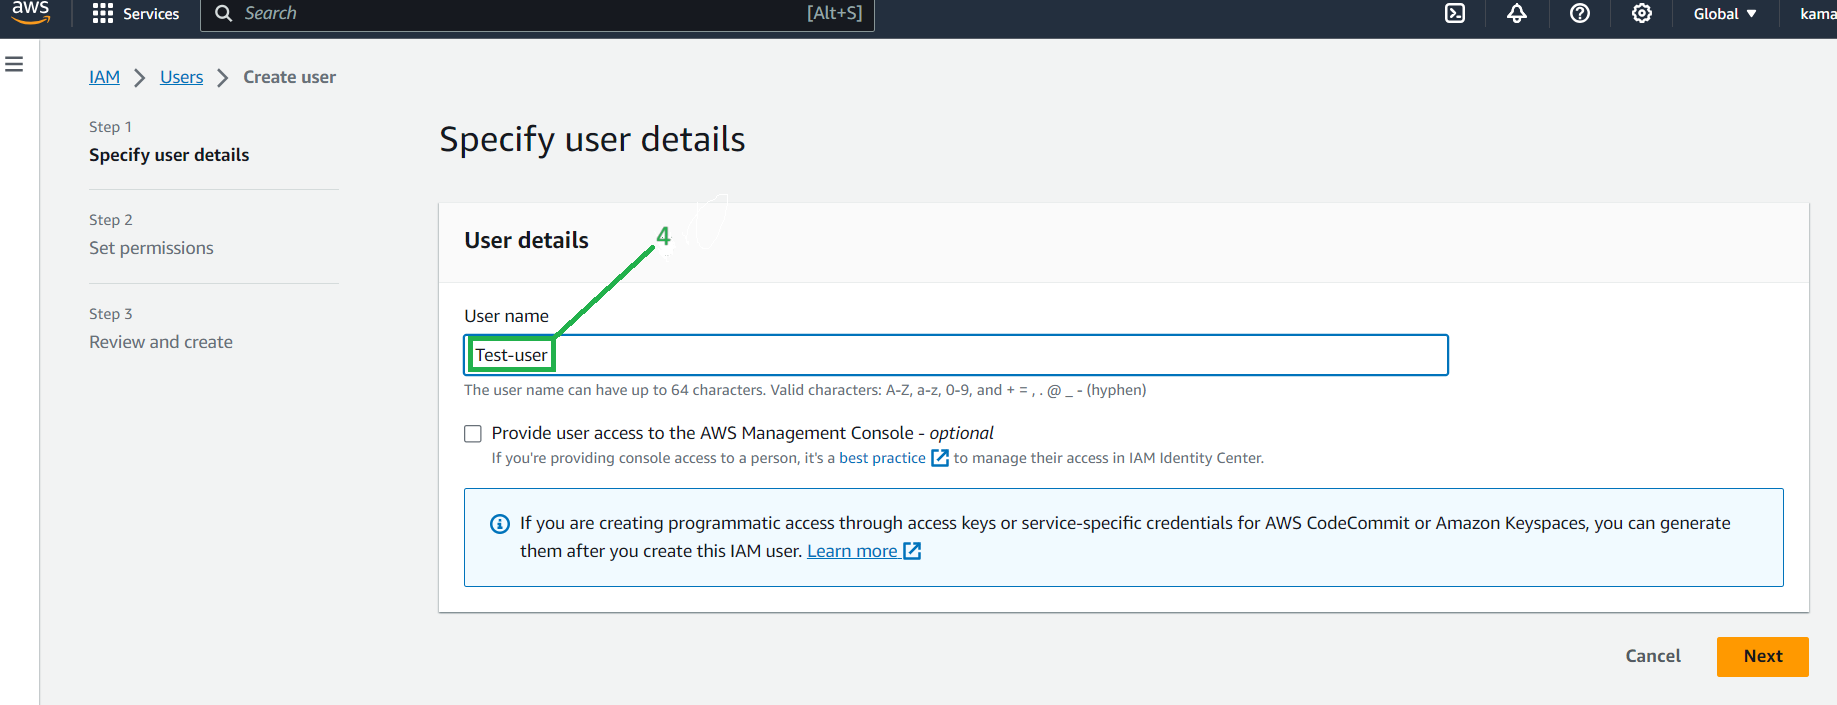 aws
Services
Search [Alt+S]
Global
kama
IAM Users Create user
Step 1
Specify user details
Step 2
Set permissions
Step 3
Review and create
Specify user details
User details
4
User name
Test-user
The user name can have up to 64 characters. Valid characters: A-Z, a-z, 0-9, and + = , . @ _ - (hyphen)
Provide user access to the AWS Management Console - optional
If you're providing console access to a person, it's a best practice to manage their access in IAM Identity Center.
If you are creating programmatic access through access keys or service-specific credentials for AWS CodeCommit or Amazon Keyspaces, you can generate
them after you create this IAM user. Learn more
Cancel
Next